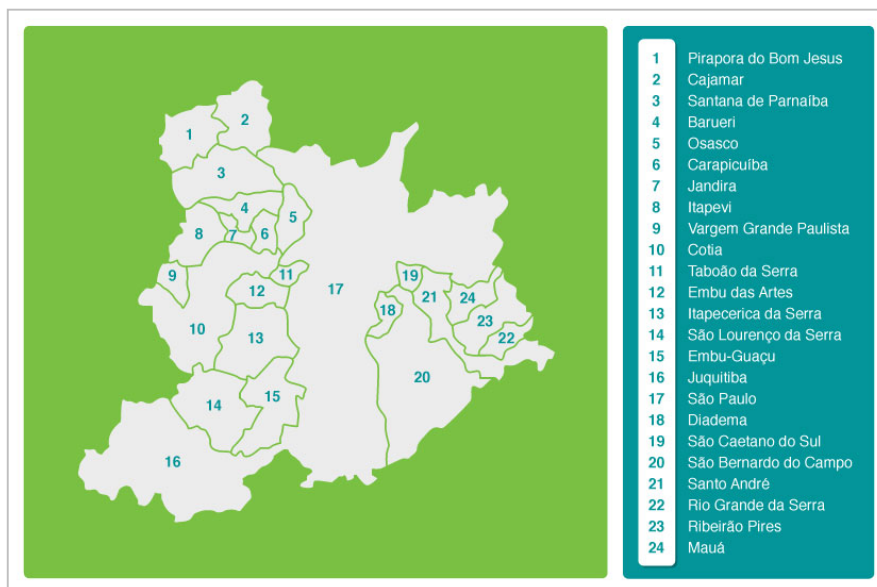 1 Pirapora do Bom Jesus
2 Cajamar
3 Santana de Parnaíba
4 Barueri
5 Osasco
6 Carapicuíba
7 Jandira
8 Itapevi
9 Vargem Grande Paulista
10 Cotia
11 Taboão da Serra
12 Embu das Artes
13 Itapecerica da Serra
14 São Lourenço da Serra
15 Embu-Guaçu
16 Juquitiba
17 São Paulo
18 Diadema
19 São Caetano do Sul
20 São Bernardo do Campo
21 Santo André
22 Rio Grande da Serra
23 Ribeirão Pires
24 Mauá
1
2
3
4
5
6
7
8
9
10
11
12
13
14
15
16
17
18
19
20
21
22
23
24